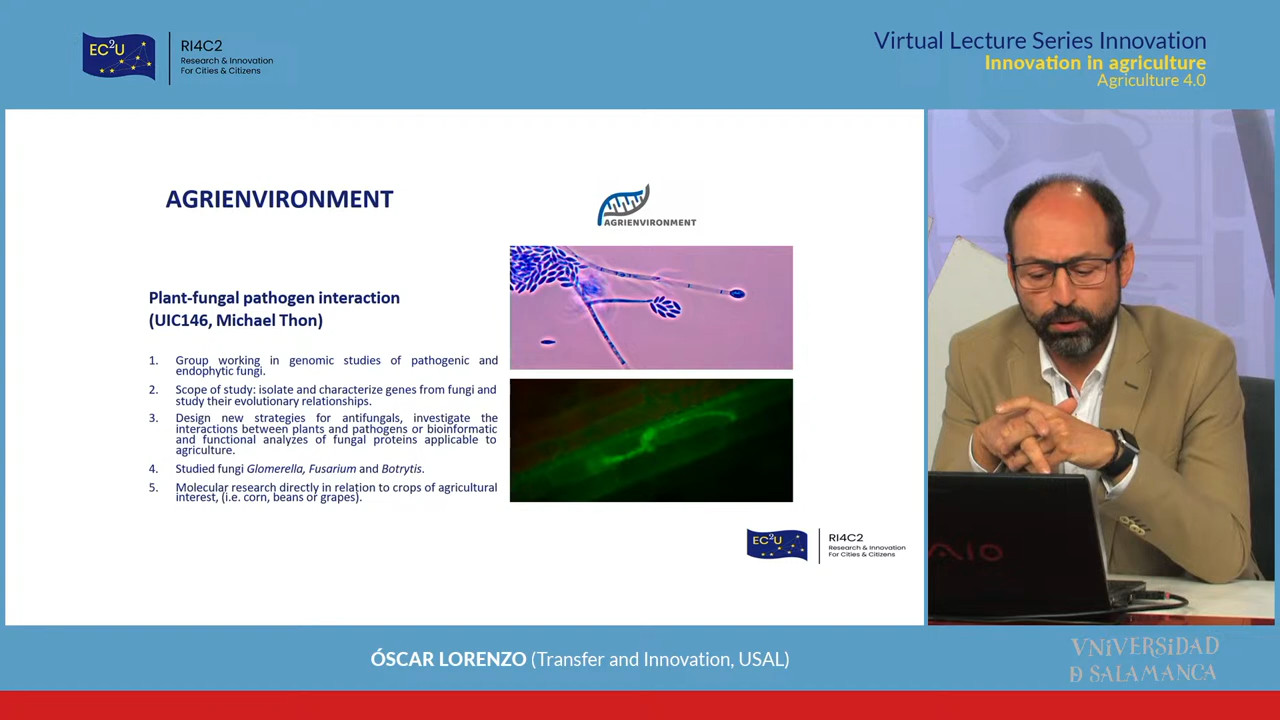 EC2U
RI4C2
Research & Innovation
For Cities & Citizens
Virtual Lecture Series Innovation
Innovation in agriculture
Agriculture 4.0
AGRIENVIRONMENT
AGRIENVIRONMENT
Plant-fungal pathogen interaction
(UIC146, Michael Thon)
1. Group working in genomic studies of pathogenic and
endophytic fungi.
2. Scope of study: isolate and characterize genes from fungi and
study their evolutionary relationships.
3. Design new strategies for antifungals, investigate the
interactions between plants and pathogens or bioinformatic
and functional analyzes of fungal proteins applicable to
agriculture.
4. Studied fungi Glomerella, Fusarium and Botrytis.
5. Molecular research directly in relation to crops of agricultural
interest, (i.e. corn, beans or grapes).
EC2U
RI4C2
Research & Innovation
For Cities & Citizens
VAIO
ÓSCAR LORENZO (Transfer and Innovation, USAL)
VNiVERSiDAD
Ð SALAMANCA